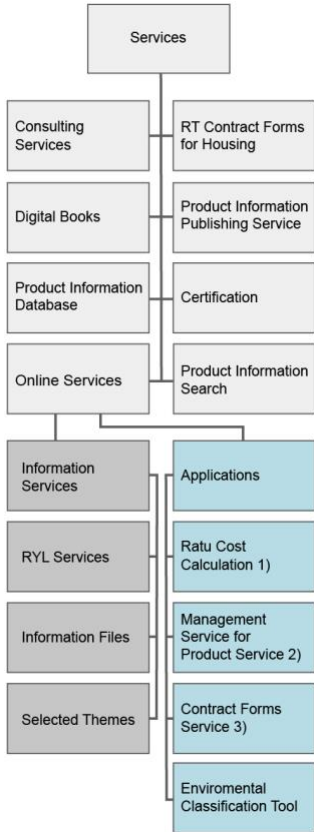 Services
Consulting
Services
RT Contract Forms
for Housing
Digital Books
Product Information
Publishing Service
Product Information
Database
Certification
Online Services
Product Information
Search
Information
Services
Applications
RYL Services
Ratu Cost
Calculation 1)
Information Files
Management
Service for
Product Service 2)
Selected Themes
Contract Forms
Service 3)
Enviromental
Classification Tool